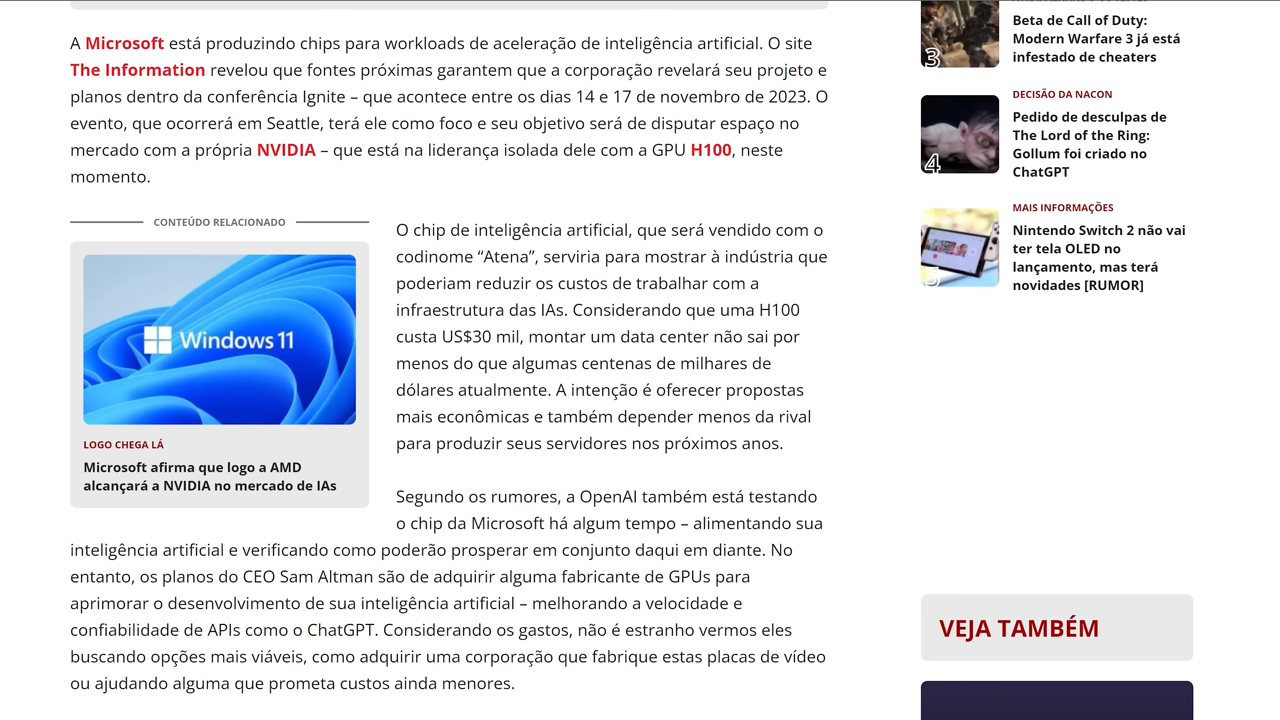 A Microsoft está produzindo chips para workloads de aceleração de inteligência artificial. O site
The Information revelou que fontes próximas garantem que a corporação revelará seu projeto e
planos dentro da conferência Ignite – que acontece entre os dias 14 e 17 de novembro de 2023. O
evento, que ocorrerá em Seattle, terá ele como foco e seu objetivo será de disputar espaço no
mercado com a própria NVIDIA – que está na liderança isolada dele com a GPU H100, neste
momento.
CONTEÚDO RELACIONADO
Windows 11
LOGO CHEGA LÁ
Microsoft afirma que logo a AMD
alcançará a NVIDIA no mercado de IAs
O chip de inteligência artificial, que será vendido com o
codinome “Atena”, serviria para mostrar à indústria que
poderiam reduzir os custos de trabalhar com a
infraestrutura das IAs. Considerando que uma H100
custa US$30 mil, montar um data center não sai por
menos do que algumas centenas de milhares de
dólares atualmente. A intenção é oferecer propostas
mais econômicas e também depender menos da rival
para produzir seus servidores nos próximos anos.
Segundo os rumores, a OpenAI também está testando
o chip da Microsoft há algum tempo – alimentando sua
inteligência artificial e verificando como poderão prosperar em conjunto daqui em diante. No
entanto, os planos do CEO Sam Altman são de adquirir alguma fabricante de GPUs para
aprimorar o desenvolvimento de sua inteligência artificial – melhorando a velocidade e
confiabilidade de APIs como o ChatGPT. Considerando os gastos, não é estranho vermos eles
buscando opções mais viáveis, como adquirir uma corporação que fabrique estas placas de vídeo
ou ajudando alguma que prometa custos ainda menores.
3
Beta de Call of Duty:
Modern Warfare 3 já está
infestado de cheaters
4
DECISÃO DA NACON
Pedido de desculpas de
The Lord of the Ring:
Gollum foi criado no
ChatGPT
5
MAIS INFORMAÇÕES
Nintendo Switch 2 não vai
ter tela OLED no
lançamento, mas terá
novidades [RUMOR]
VEJA TAMBÉM